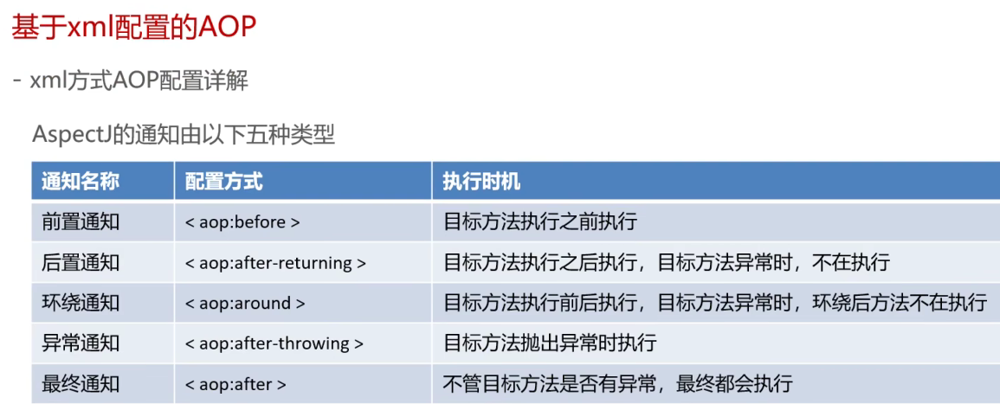 基于xml配置的AOP
- xml方式AOP配置详解
AspectJ的通知由以下五种类型
通知名称 配置方式 执行时机
前置通知 < aop:before > 目标方法执行之前执行
后置通知 < aop:after-returning > 目标方法执行之后执行，目标方法异常时，不在执行
环绕通知 < aop:around > 目标方法执行前后执行，目标方法异常时，环绕后方法不在执行
异常通知 < aop:after-throwing > 目标方法抛出异常时执行
最终通知 < aop:after > 不管目标方法是否有异常，最终都会执行